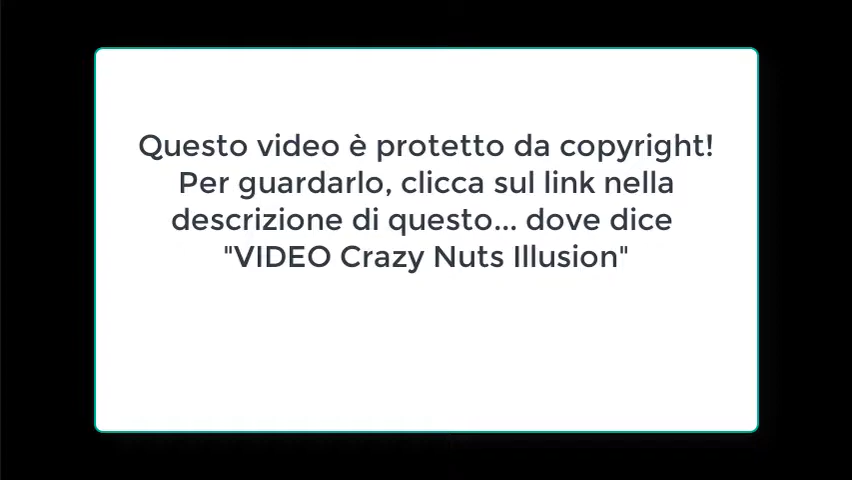 Questo video è protetto da copyright!
Per guardarlo, clicca sul link nella
descrizione di questo... dove dice
"VIDEO Crazy Nuts Illusion"